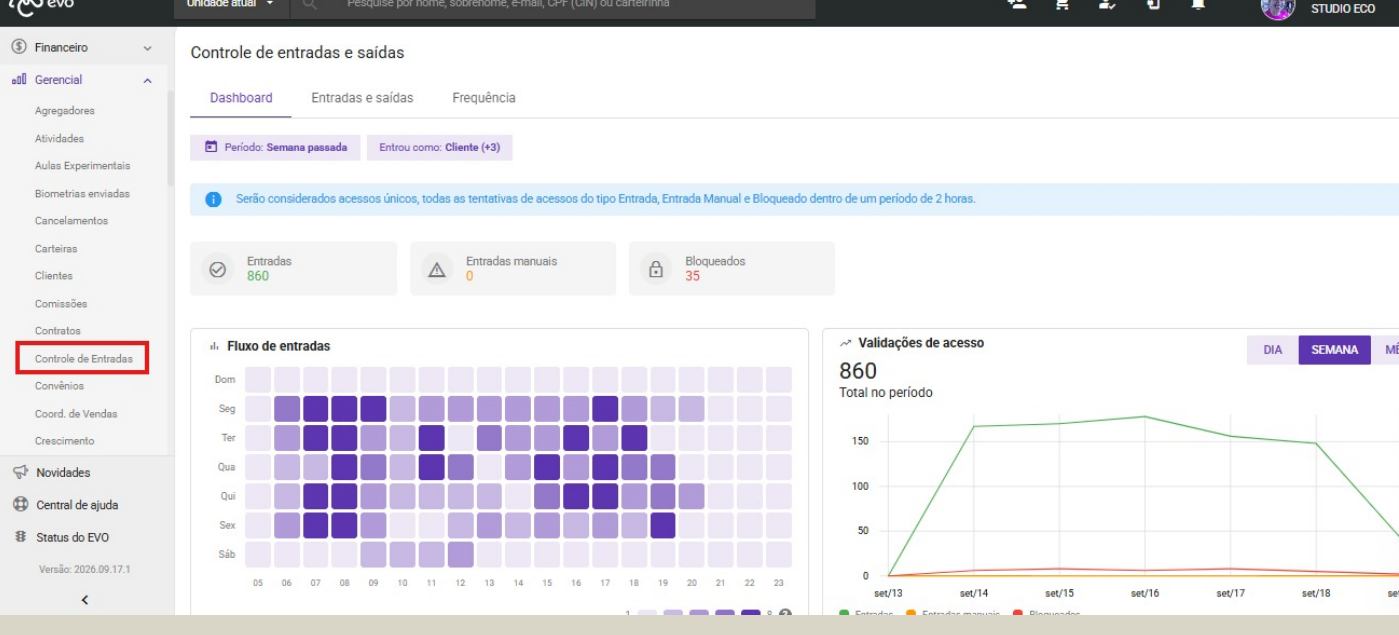 evo
Unidade atual
Pesquise por nome, sobrenome, e-mail, CPF (CIN) ou carteirinha
STUDIO ECO
Financeiro
Gerencial
Agregadores
Atividades
Aulas Experimentais
Biometrias enviadas
Cancelamentos
Carteiras
Clientes
Comissões
Contratos
Controle de Entradas
Convênios
Coord. de Vendas
Crescimento
Novidades
Central de ajuda
Status do EVO
Versão: 2026.09.17.1
Controle de entradas e saídas
Dashboard Entradas e saídas Frequência
Período: Semana passada Entrou como: Cliente (+3)
Serão considerados acessos únicos, todas as tentativas de acessos do tipo Entrada, Entrada Manual e Bloqueado dentro de um período de 2 horas.
Entradas Entradas manuais Bloqueados
860 0 35
Fluxo de entradas
Dom
Seg
Ter
Qua
Qui
Sex
Sáb
05 06 07 08 09 10 11 12 13 14 15 16 17 18 19 20 21 22 23
Validações de acesso
DIA SEMANA
860
Total no período
150
100
50
0
set/13 set/14 set/15 set/16 set/17 set/18
Entradas Entradas manuais Bloqueados